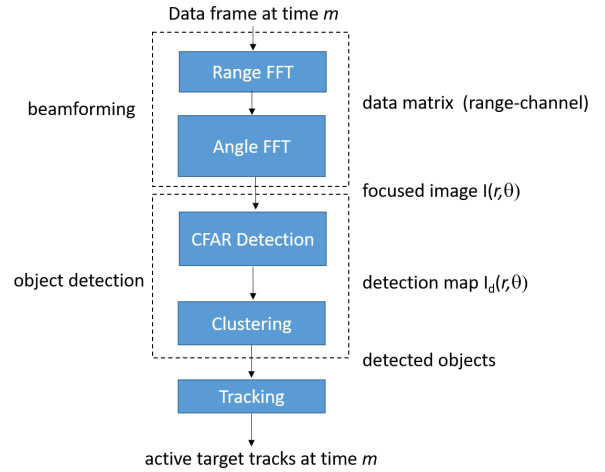 Data frame at time m
Range FFT
beamforming
data matrix (range-channel)
Angle FFT
focused image I(r,θ)
CFAR Detection
object detection
detection map Id(r,θ)
Clustering
detected objects
Tracking
active target tracks at time m